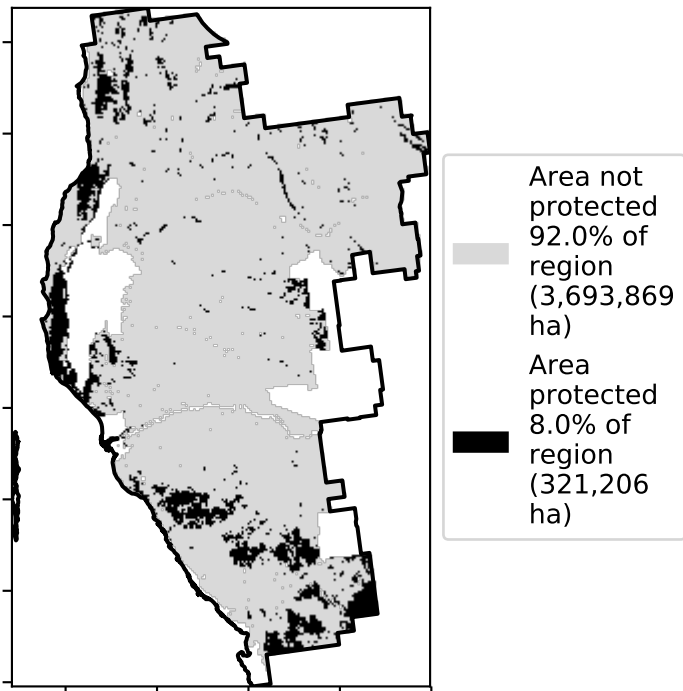 Area not
protected
92.0% of
region
(3,693,869
ha)
Area
protected
8.0% of
region
(321,206
ha)